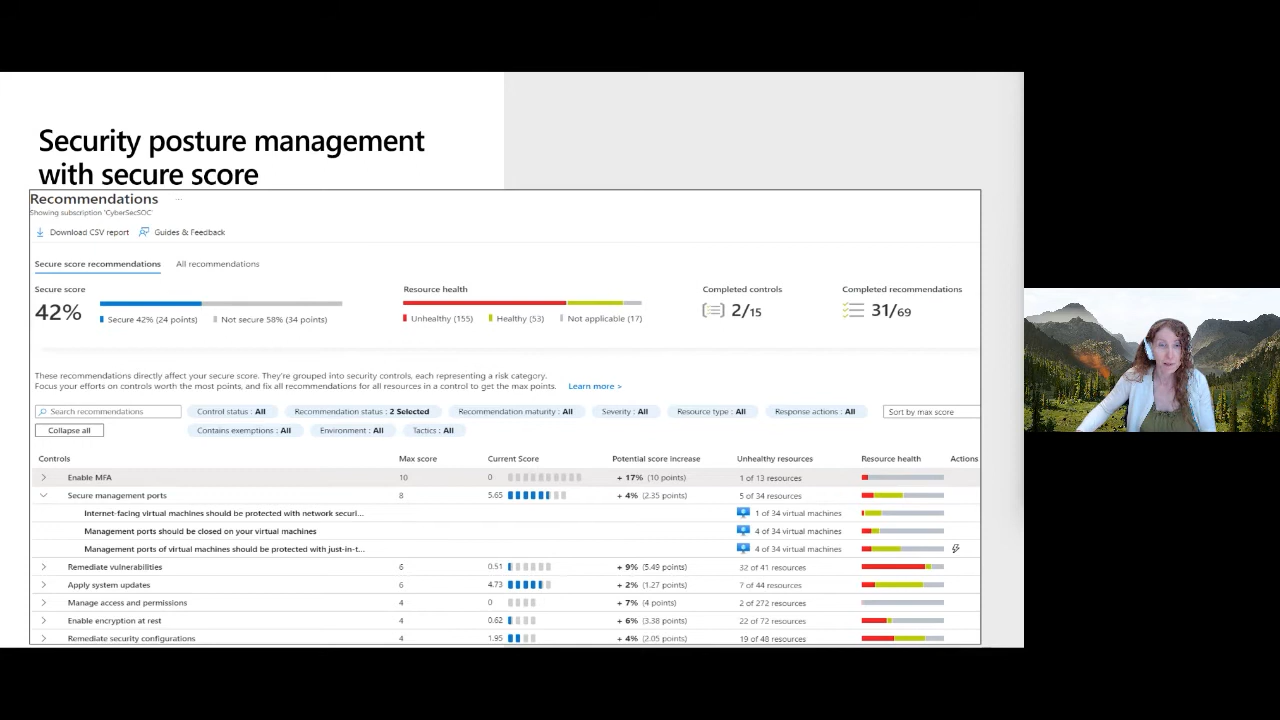 Security posture management
with secure score
Recommendations ...
Showing subscription 'CyberSecSOC'
Download CSV report Guides & Feedback
Secure score recommendations All recommendations
Secure score Resource health Completed controls Completed recommendations
42% 2/15 31/69
Secure 42% (24 points) Not secure 58% (34 points) Unhealthy (155) Healthy (53) Not applicable (17)
These recommendations directly affect your secure score. They're grouped into security controls, each representing a risk category.
Focus your efforts on controls worth the most points, and fix all recommendations for all resources in a control to get the max points. Learn more >
Search recommendations Control status : All Recommendation status : 2 Selected Recommendation maturity : All Severity : All Resource type : All Response actions : All Sort by max score
Collapse all Contains exemptions : All Environment : All Tactics : All
Controls Max score Current Score Potential score increase Unhealthy resources Resource health Actions
Enable MFA 10 0 + 17% (10 points) 1 of 13 resources
Secure management ports 8 5.65 + 4% (2.35 points) 5 of 34 resources
Internet-facing virtual machines should be protected with network securi... 1 of 34 virtual machines
Management ports should be closed on your virtual machines 4 of 34 virtual machines
Management ports of virtual machines should be protected with just-in-t... 4 of 34 virtual machines
Remediate vulnerabilities 6 0.51 + 9% (5.49 points) 32 of 41 resources
Apply system updates 6 4.73 + 2% (1.27 points) 7 of 44 resources
Manage access and permissions 4 0 + 7% (4 points) 2 of 272 resources
Enable encryption at rest 4 0.62 + 6% (3.38 points) 22 of 72 resources
Remediate security configurations 4 1.95 + 4% (2.05 points) 19 of 48 resources